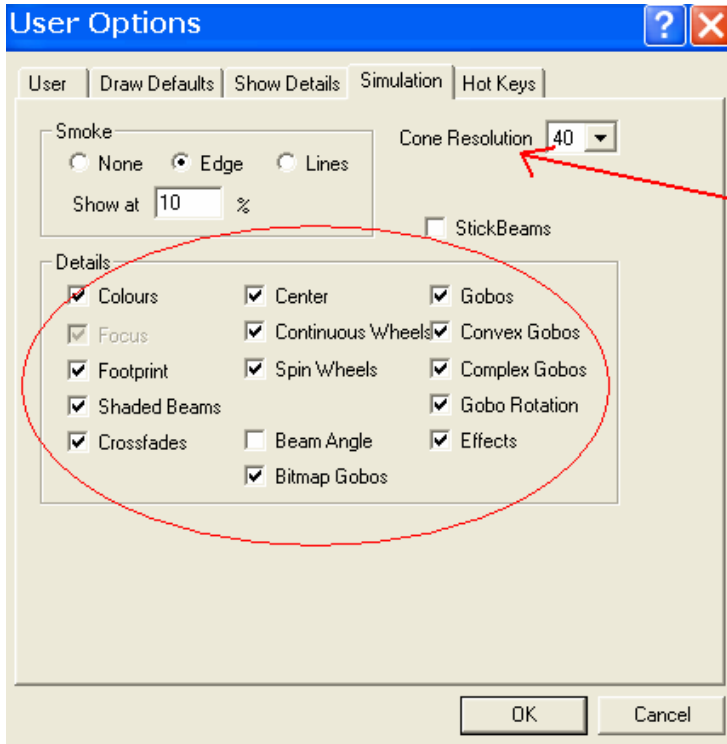 User Options
User Draw Defaults Show Details Simulation Hot Keys
Smoke
None Edge Lines
Show at 10 %
Cone Resolution 40
StickBeams
Details
Colours Center Gobos
Focus Continuous Wheels Convex Gobos
Footprint Spin Wheels Complex Gobos
Shaded Beams Gobo Rotation
Crossfades Beam Angle Effects
Bitmap Gobos
OK Cancel